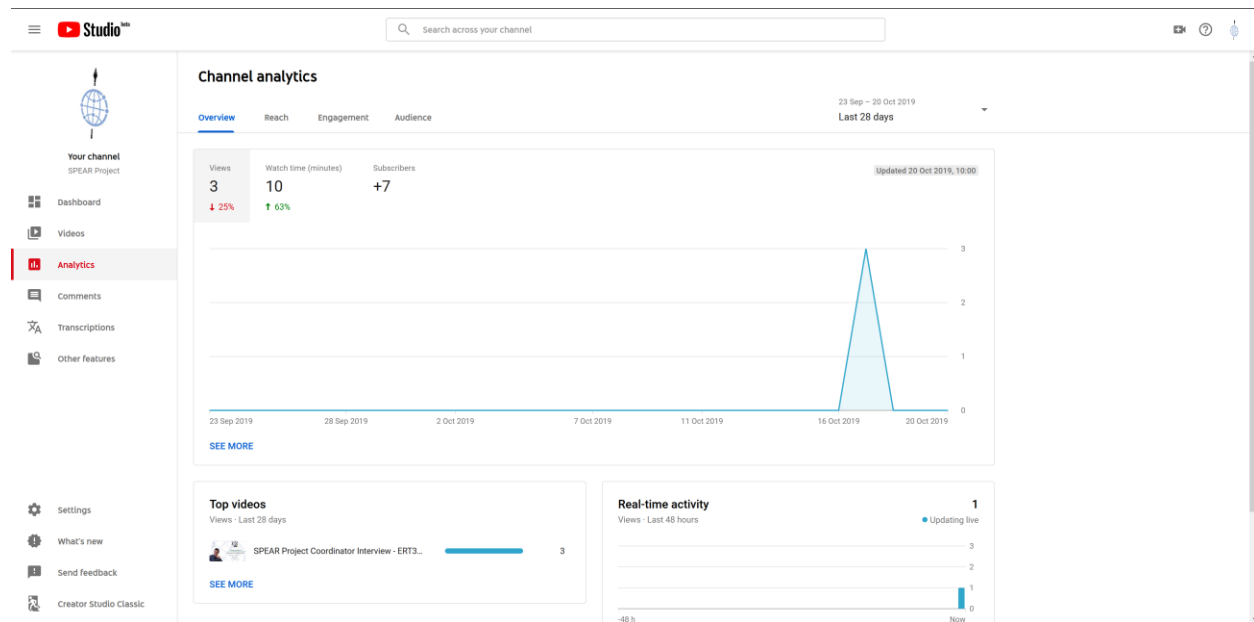 Studio beta
Search across your channel
Your channel
SPEAR Project
Dashboard
Videos
Analytics
Comments
Transcriptions
Other features
Settings
What's new
Send feedback
Creator Studio Classic
Channel analytics
Overview Reach Engagement Audience
23 Sep – 20 Oct 2019
Last 28 days
Views Watch time (minutes) Subscribers
3 10 +7
↓ 25% ↑ 63%
Updated 20 Oct 2019, 10:00
3
2
1
0
23 Sep 2019 28 Sep 2019 2 Oct 2019 7 Oct 2019 11 Oct 2019 16 Oct 2019 20 Oct 2019
SEE MORE
Top videos
Views · Last 28 days
SPEAR Project Coordinator Interview - ERT3... 3
SEE MORE
Real-time activity 1
Views · Last 48 hours Updating live
3
2
1
0
-48 h Now